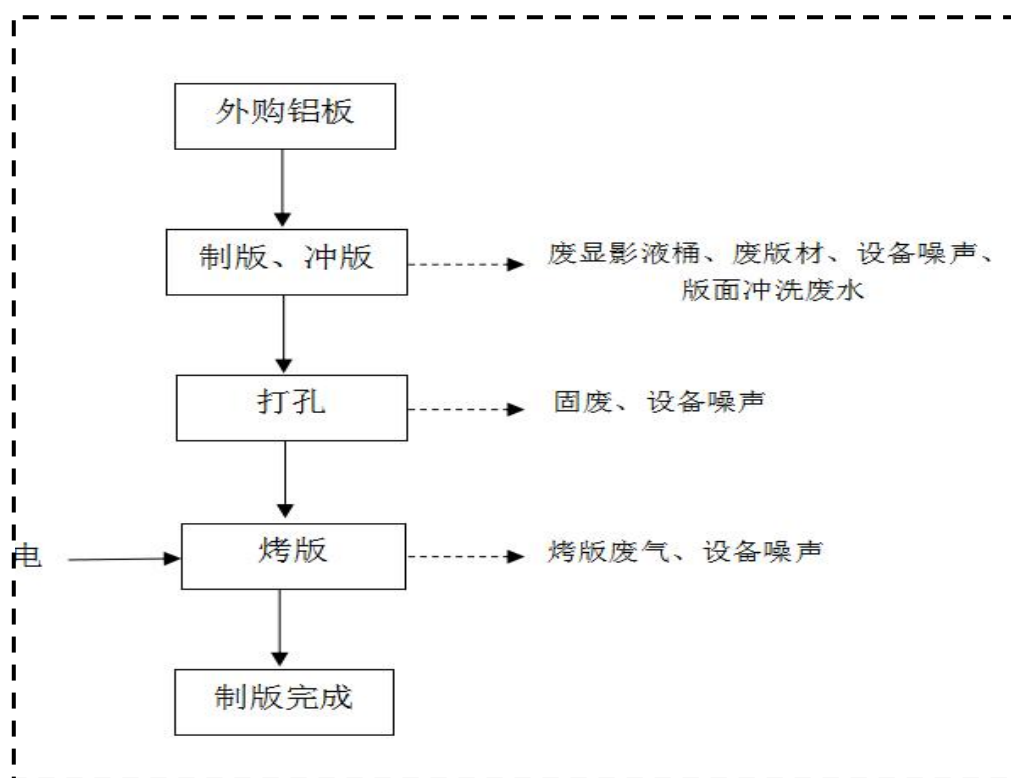 外购铝板
制版、冲版
废显影液桶、废版材、设备噪声、
版面冲洗废水
打孔
固废、设备噪声
电
烤版
烤版废气、设备噪声
制版完成